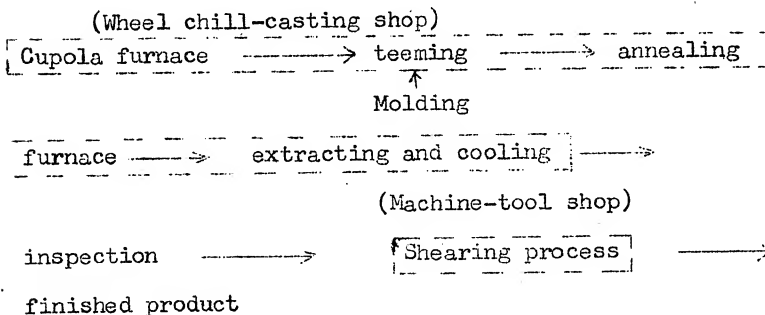 (Wheel chill-casting shop)
Cupola furnace teeming annealing
Molding
furnace extracting and cooling
(Machine-tool shop)
inspection Shearing process
finished product